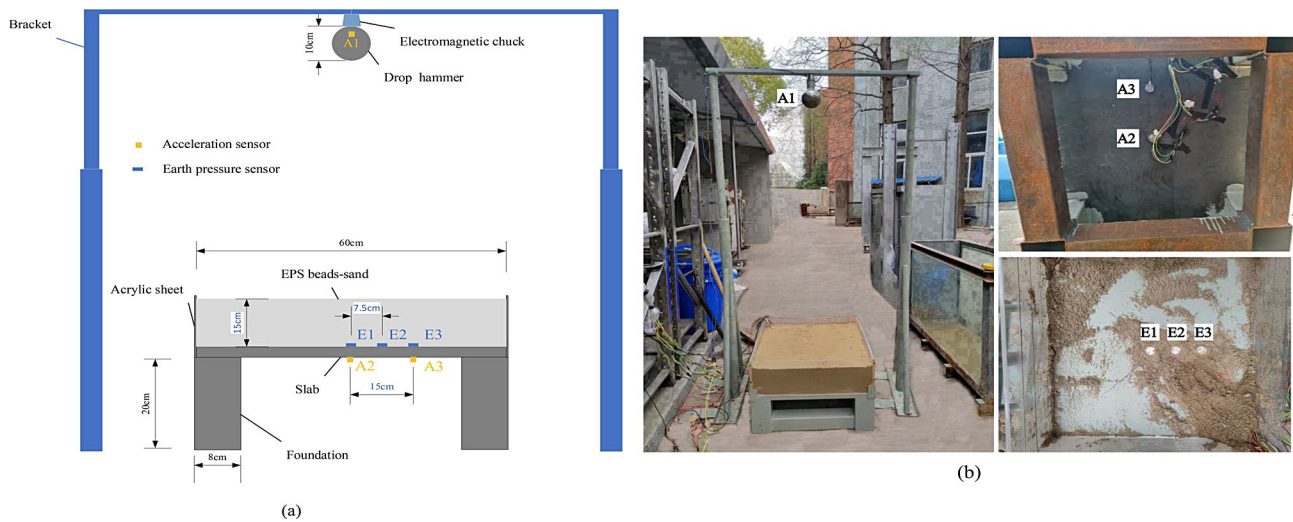 Bracket
10cm
A1
Electromagnetic chuck
Drop hammer
Acceleration sensor
Earth pressure sensor
60cm
EPS beads-sand
Acrylic sheet
15cm
7.5cm
E1 E2 E3
A2 A3
Slab
15cm
20cm
Foundation
8cm
(a)
A1
A3
A2
E1 E2 E3
(b)